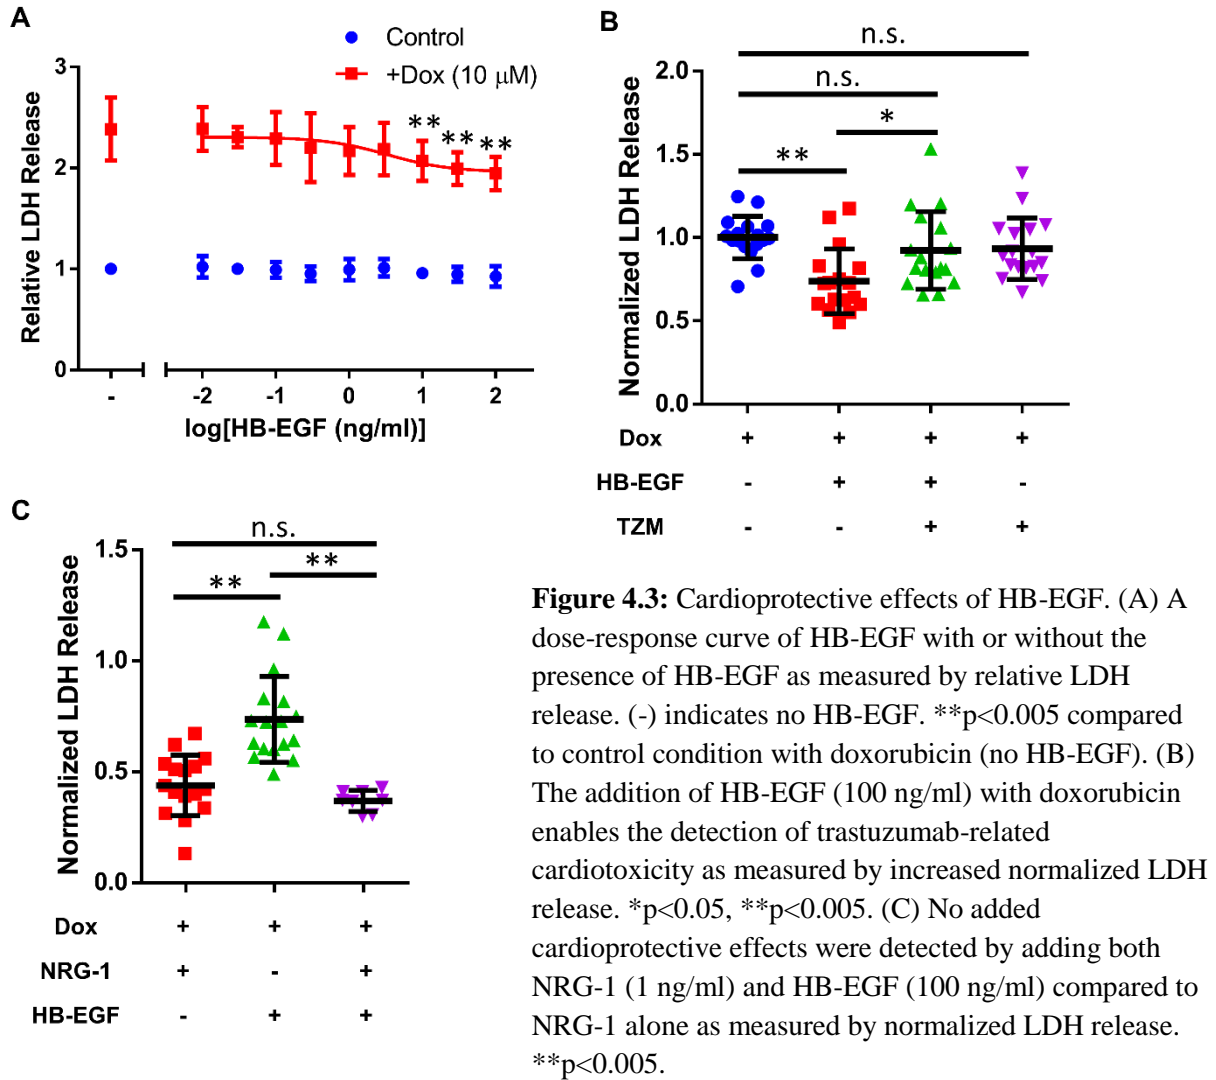 A
Control
+Dox (10 μM)
3
2
1
0
Relative LDH Release
**
**
**
-
-2
-1
0
1
2
log[HB-EGF (ng/ml)]
B
n.s.
n.s.
*
**
2.0
1.5
1.0
0.5
0.0
Normalized LDH Release
Dox + + + +
HB-EGF - + + -
TZM - - + +
C
n.s.
**
**
1.5
1.0
0.5
0.0
Normalized LDH Release
Dox + + +
NRG-1 + - +
HB-EGF - + +
Figure 4.3: Cardioprotective effects of HB-EGF. (A) A
dose-response curve of HB-EGF with or without the
presence of HB-EGF as measured by relative LDH
release. (-) indicates no HB-EGF. **p<0.005 compared
to control condition with doxorubicin (no HB-EGF). (B)
The addition of HB-EGF (100 ng/ml) with doxorubicin
enables the detection of trastuzumab-related
cardiotoxicity as measured by increased normalized LDH
release. *p<0.05, **p<0.005. (C) No added
cardioprotective effects were detected by adding both
NRG-1 (1 ng/ml) and HB-EGF (100 ng/ml) compared to
NRG-1 alone as measured by normalized LDH release.
**p<0.005.